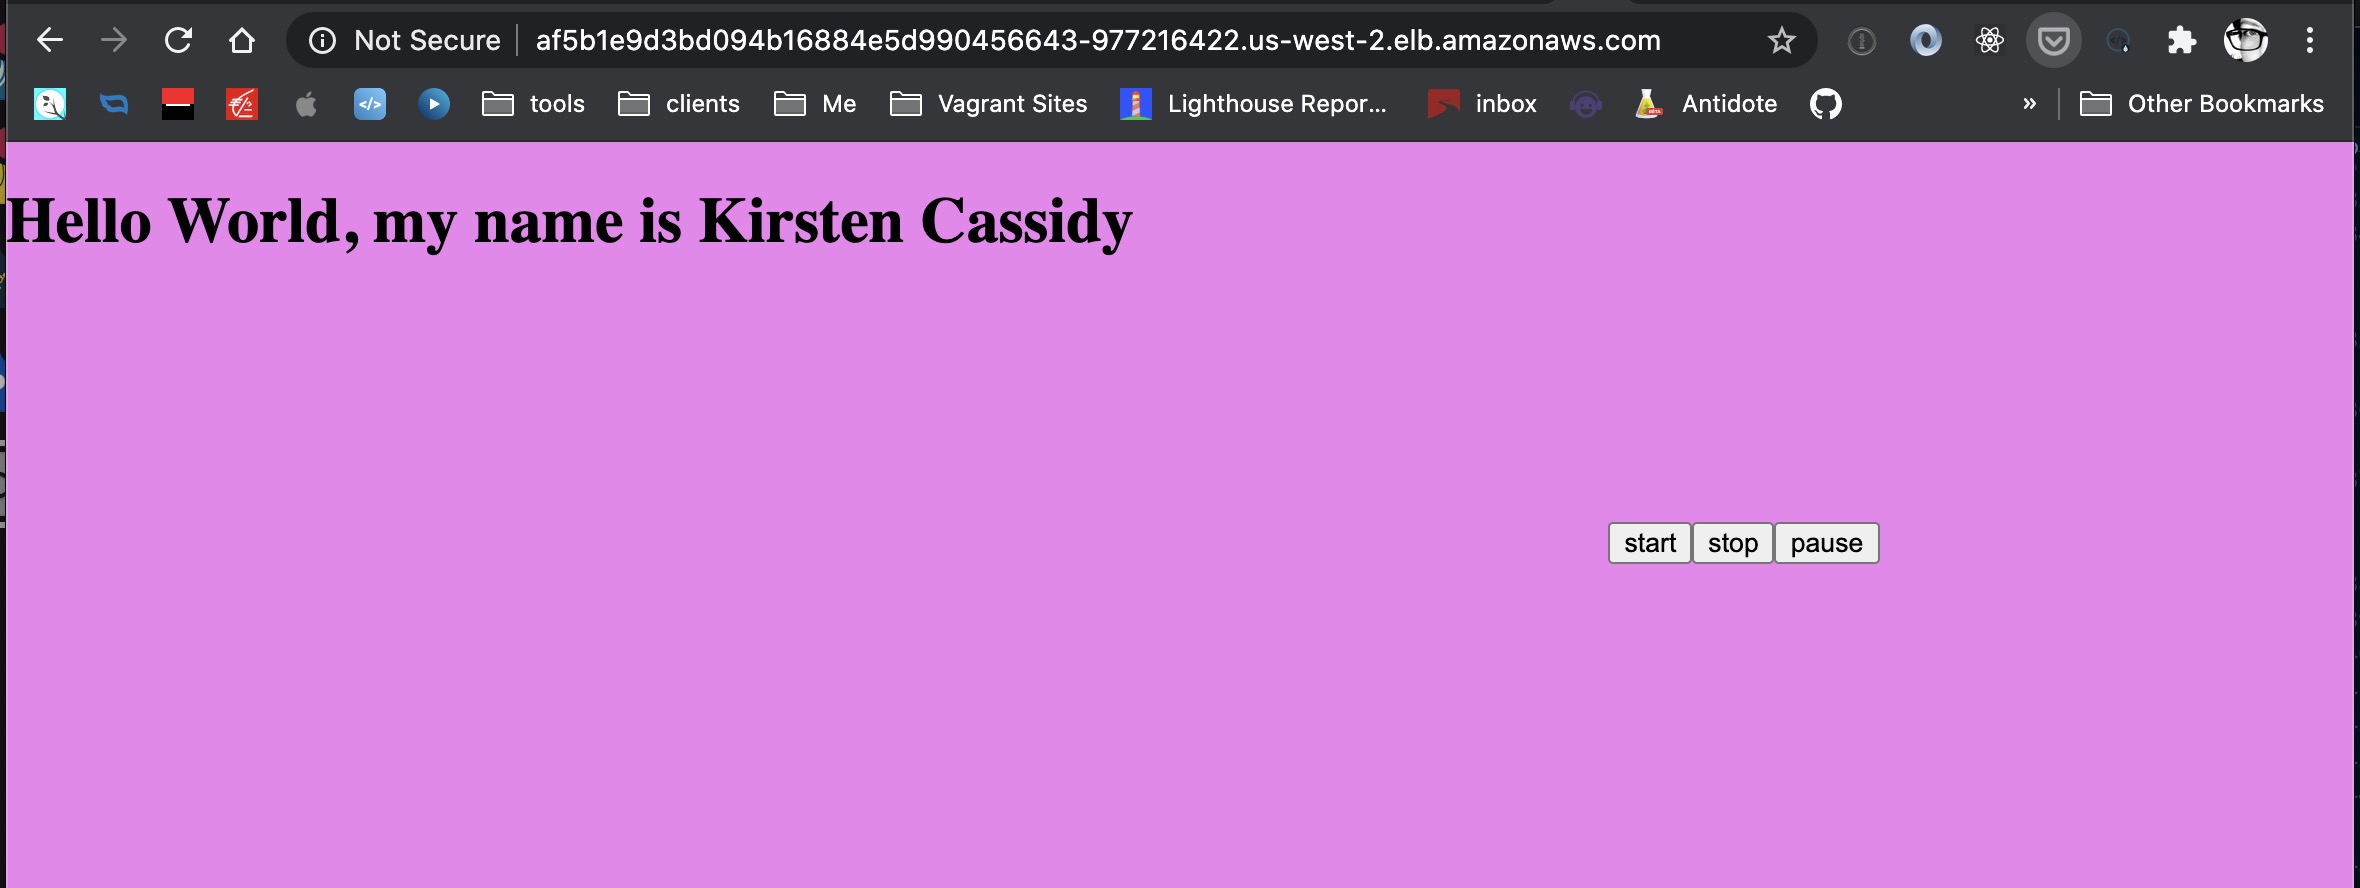 Not Secure af5b1e9d3bd094b16884e5d990456643-977216422.us-west-2.elb.amazonaws.com
tools clients Me Vagrant Sites Lighthouse Repor... inbox Antidote » Other Bookmarks
Hello World, my name is Kirsten Cassidy
start stop pause